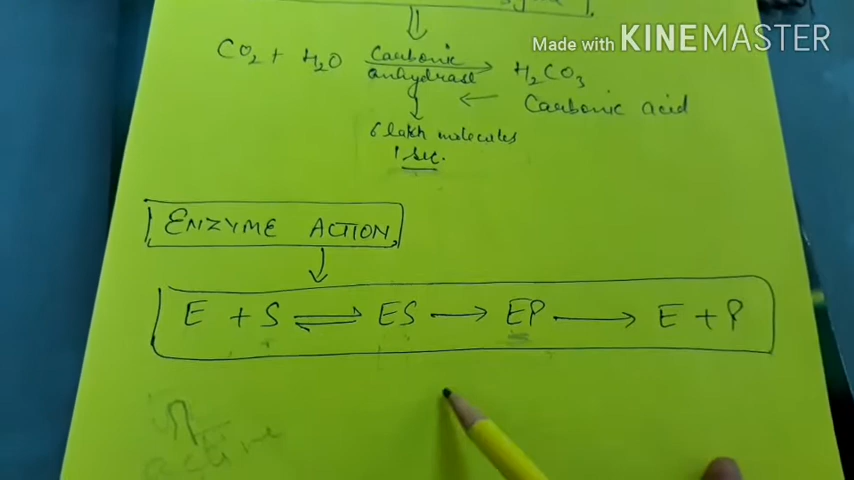 Made with KINEMASTER
CO2 + H2O Carbonic anhydrase → H2CO3
← Carbonic acid
6 lakh molecules
1 sec.
ENZYME ACTION
E + S ⇌ ES → EP → E + P
active